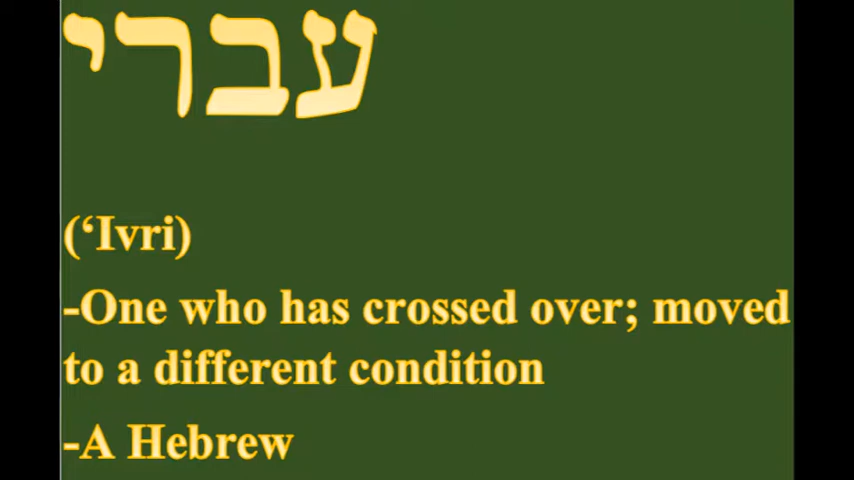 עברי
(‘Ivri)
-One who has crossed over; moved
to a different condition
-A Hebrew